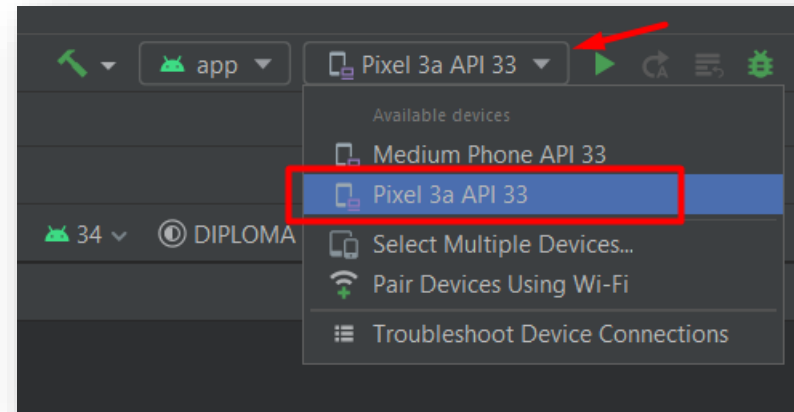 app
Pixel 3a API 33
Available devices
Medium Phone API 33
Pixel 3a API 33
34
DIPLOMA
Select Multiple Devices...
Pair Devices Using Wi-Fi
Troubleshoot Device Connections